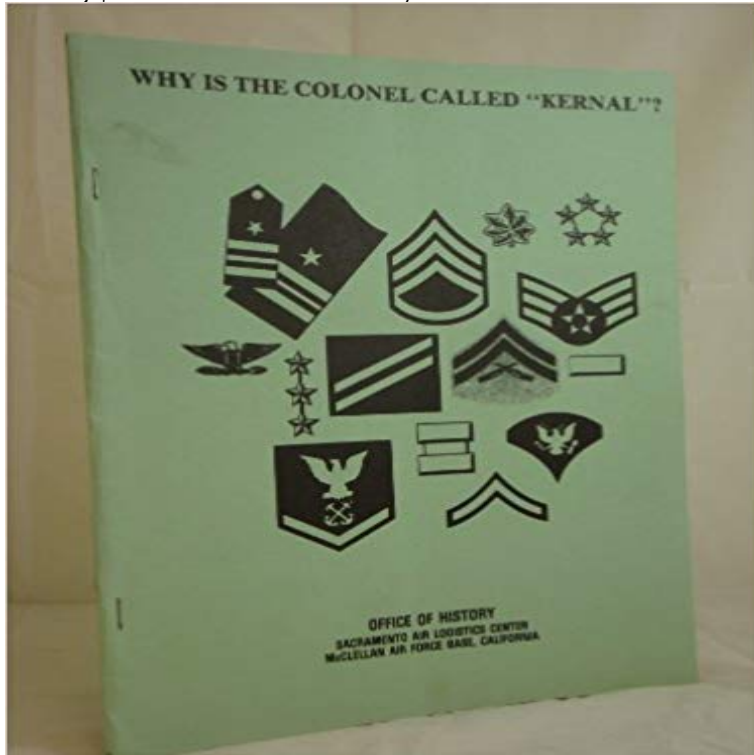 WHY IS THE COLONEL CALLED "KERNAL"?
OFFICE OF HISTORY
SACRAMENTO AIR LOGISTICS CENTER
McCLELLAN AIR FORCE BASE, CALIFORNIA